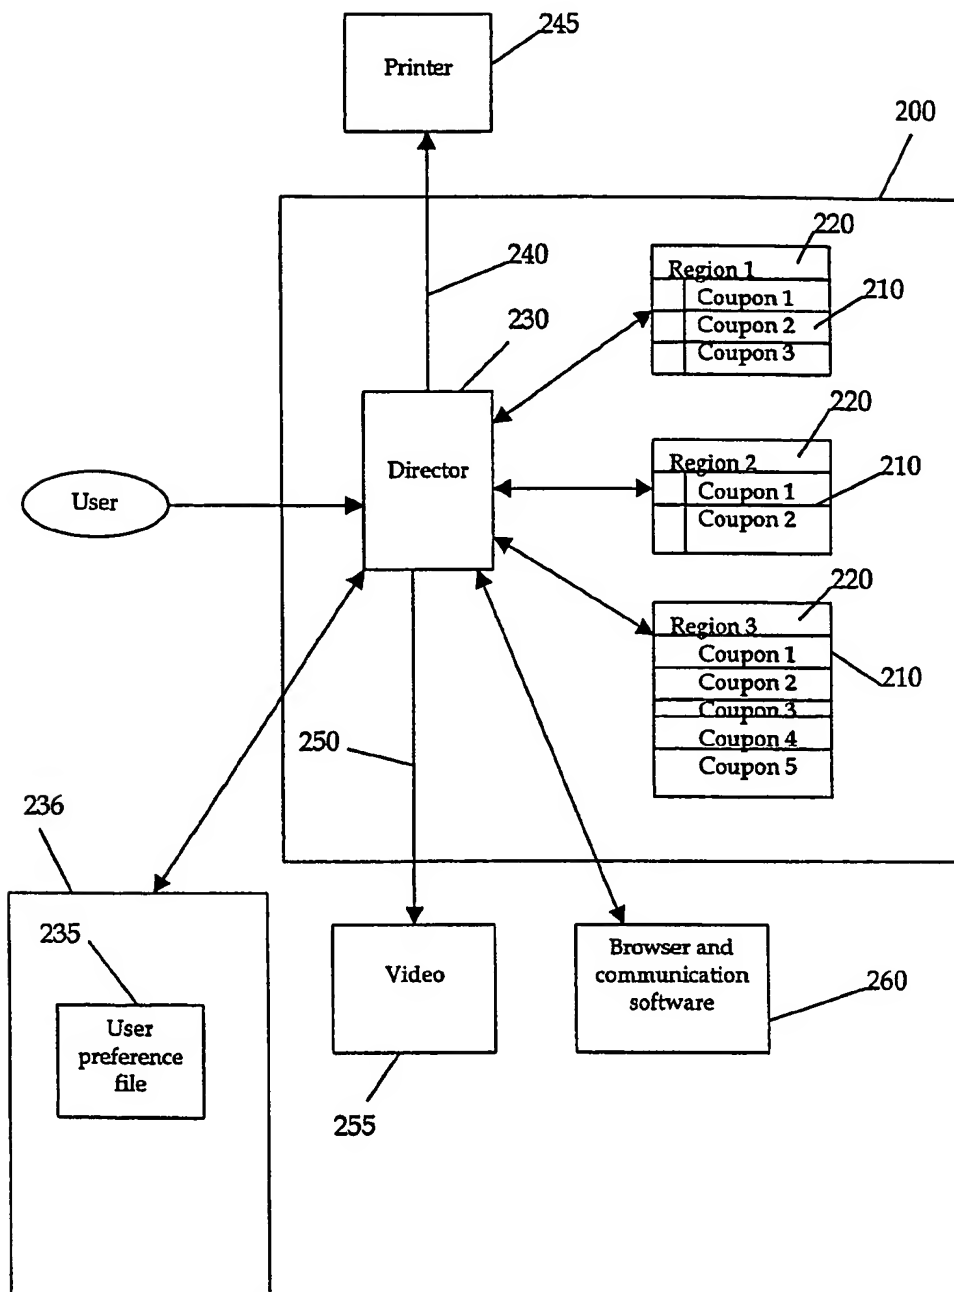 245
Printer
200
220
240
Region 1
210
Coupon 1
230
Coupon 2
Coupon 3
220
Director
Region 2
210
User
Coupon 1
Coupon 2
220
Region 3
Coupon 1
210
Coupon 2
Coupon 3
250
Coupon 4
Coupon 5
236
235
Video
Browser and
communication
software
260
User
preference
file
255